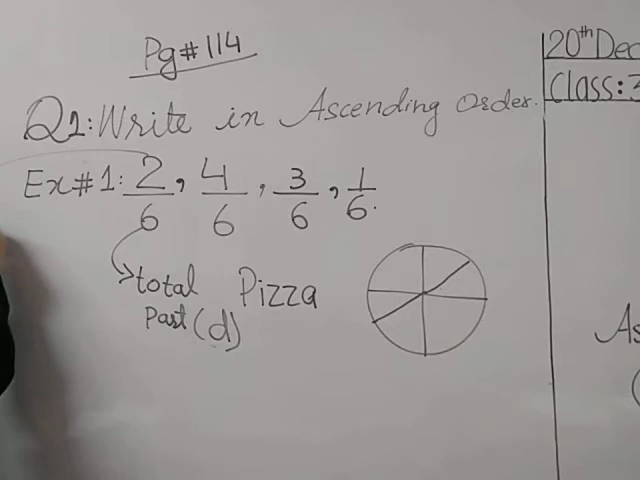 Pg#114
20th Dec
Class:3
Q1:Write in Ascending Order.
Ex#1: 2/6, 4/6, 3/6, 1/6.
total Pizza
Part (d)
As
(